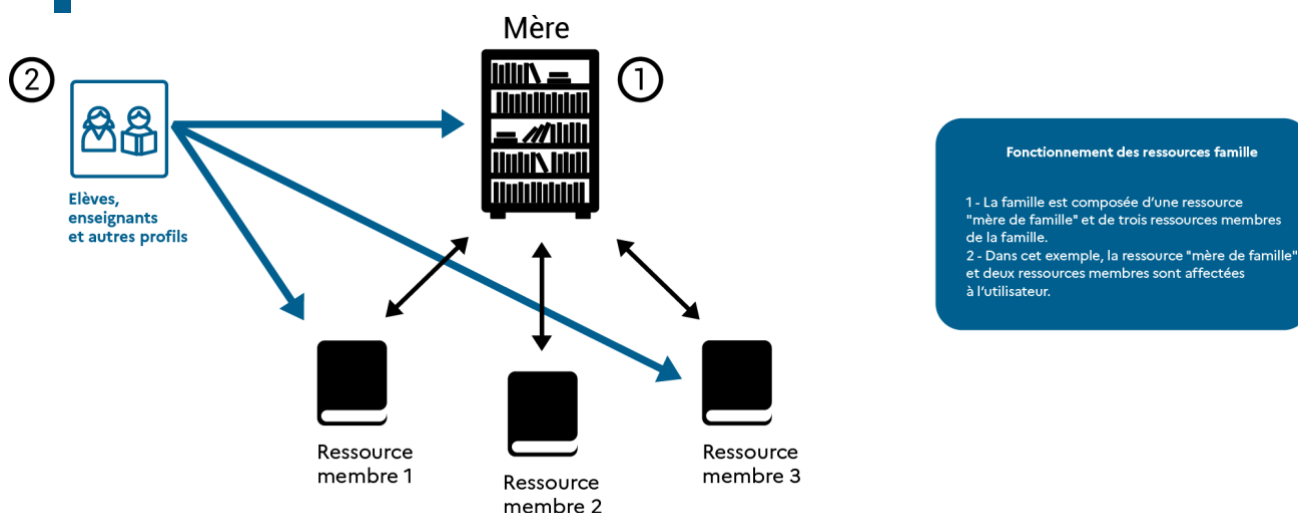 Mère
2
1
Elèves,
enseignants
et autres profils
Ressource
membre 1
Ressource
membre 2
Ressource
membre 3
Fonctionnement des ressources famille
1 - La famille est composée d’une ressource
"mère de famille" et de trois ressources membres
de la famille.
2 - Dans cet exemple, la ressource "mère de famille"
et deux ressources membres sont affectées
à l’utilisateur.